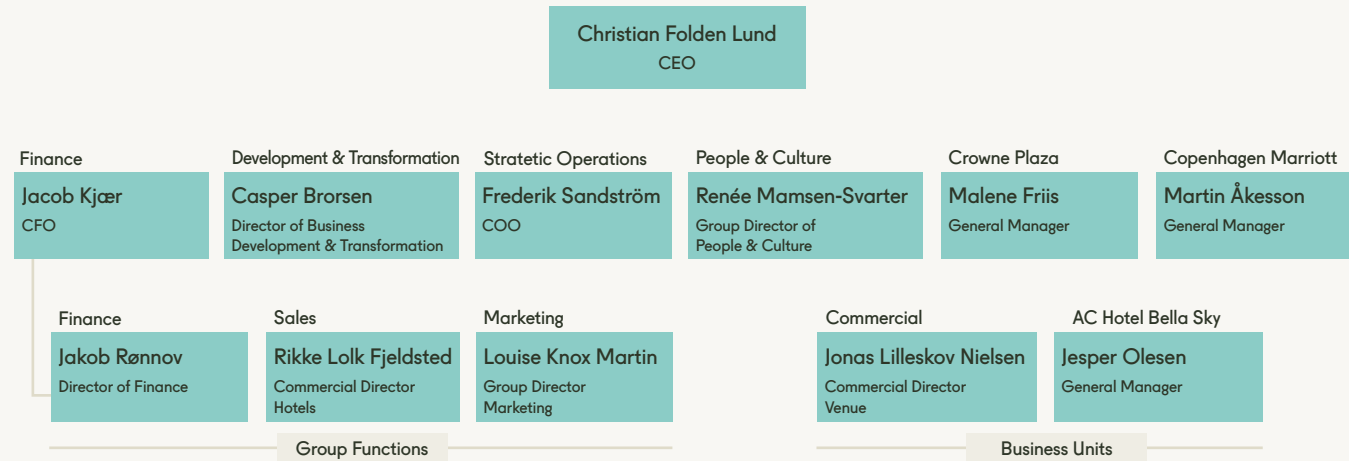 Christian Folden Lund
CEO
Finance
Jacob Kjær
CFO
Development & Transformation
Casper Brorsen
Director of Business
Development & Transformation
Stratetic Operations
Frederik Sandström
COO
People & Culture
Renée Mamsen-Svarter
Group Director of
People & Culture
Crowne Plaza
Malene Friis
General Manager
Copenhagen Marriott
Martin Åkesson
General Manager
Finance
Jakob Rønnov
Director of Finance
Sales
Rikke Lolk Fjeldsted
Commercial Director
Hotels
Marketing
Louise Knox Martin
Group Director
Marketing
Commercial
Jonas Lilleskov Nielsen
Commercial Director
Venue
AC Hotel Bella Sky
Jesper Olesen
General Manager
Group Functions
Business Units